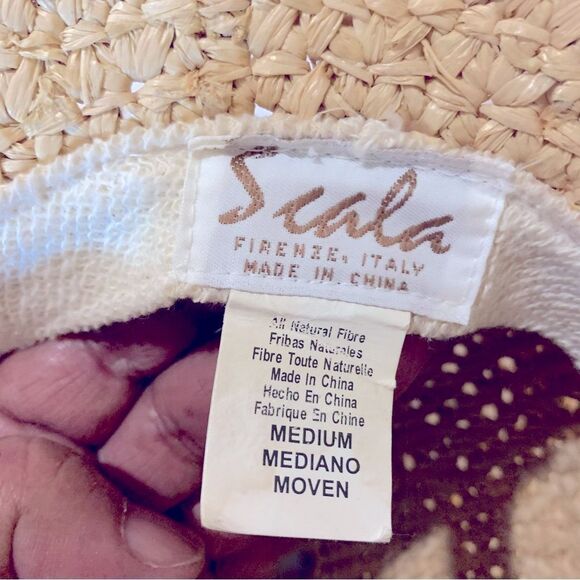 Scala
FIRENZE, ITALY
MADE IN CHINA
All Natural Fibre
Fribas Naturales
Fibre Toute Naturelle
Made In China
Hecho En China
Fabrique En Chine
MEDIUM
MEDIANO
MOVEN